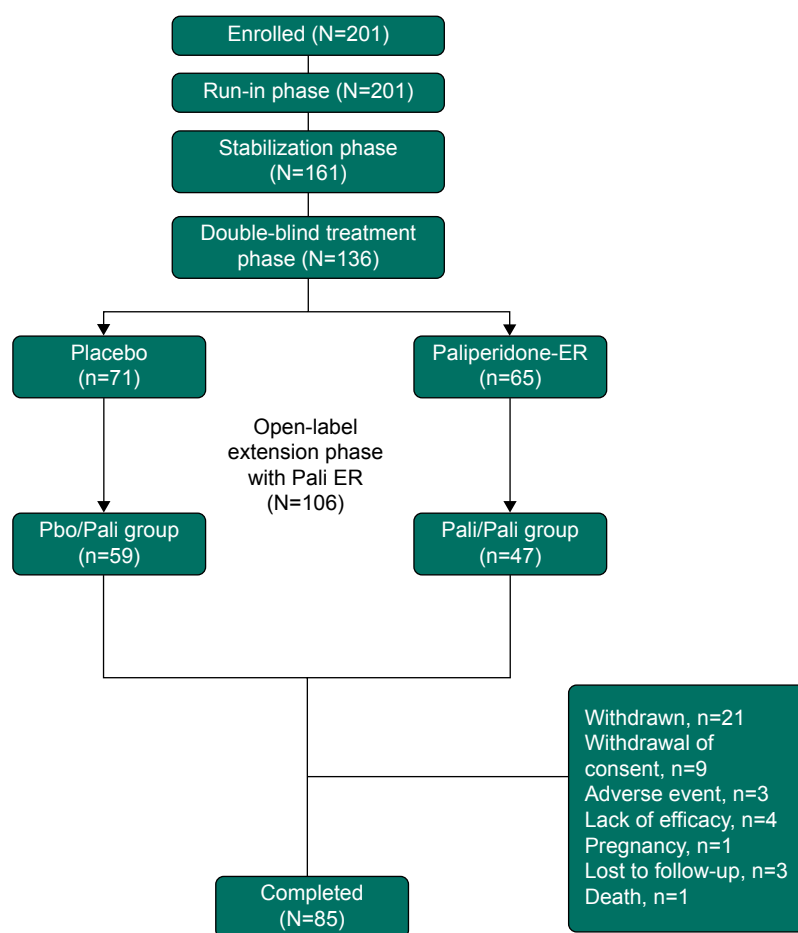 Enrolled (N=201)
Run-in phase (N=201)
Stabilization phase
(N=161)
Double-blind treatment
phase (N=136)
Placebo
(n=71)
Paliperidone-ER
(n=65)
Open-label
extension phase
with Pali ER
(N=106)
Pbo/Pali group
(n=59)
Pali/Pali group
(n=47)
Withdrawn, n=21
Withdrawal of
consent, n=9
Adverse event, n=3
Lack of efficacy, n=4
Pregnancy, n=1
Lost to follow-up, n=3
Death, n=1
Completed
(N=85)